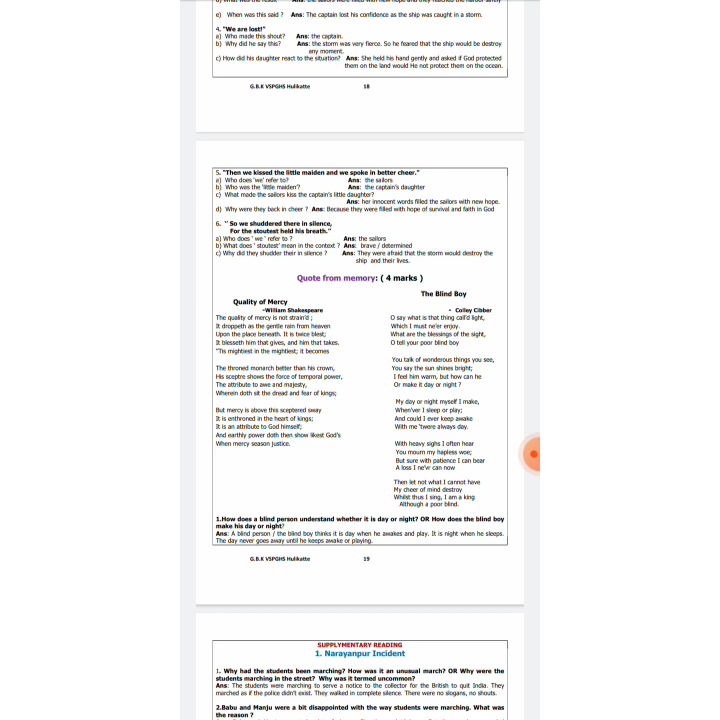 e) When was this said ? Ans: The captain lost his confidence as the ship was caught in a storm.
4. "We are lost!"
a) Who made this shout? Ans: the captain.
b) Why did he say this? Ans: the storm was very fierce. So he feared that the ship would be destroy
any moment.
c) How did his daughter react to the situation? Ans: She held his hand gently and asked if God protected
them on the land would He not protect them on the ocean.
G.B.K VSPGHS Hulikatte 18
5. "Then we kissed the little maiden and we spoke in better cheer."
a) Who does 'we' refer to? Ans: the sailors
b) Who was the 'little maiden'? Ans: the captain's daughter
c) What made the sailors kiss the captain's little daughter?
Ans: her innocent words filled the sailors with new hope.
d) Why were they back in cheer ? Ans: Because they were filled with hope of survival and faith in God
6. " So we shuddered there in silence,
For the stoutest held his breath."
a) Who does ' we ' refer to ? Ans: the sailors
b) What does ' stoutest' mean in the context ? Ans: brave / determined
c) Why did they shudder their in silence ? Ans: They were afraid that the storm would destroy the
ship and their lives.
Quote from memory: ( 4 marks )
Quality of Mercy
-William Shakespeare
The quality of mercy is not strain'd ;
It droppeth as the gentle rain from heaven
Upon the place beneath. It is twice blest;
It blesseth him that gives, and him that takes.
"Tis mightiest in the mightiest; it becomes
The throned monarch better than his crown,
His sceptre shows the force of temporal power,
The attribute to awe and majesty,
Wherein doth sit the dread and fear of kings;
But mercy is above this sceptered sway
It is enthroned in the heart of kings;
It is an attribute to God himself;
And earthly power doth then show likest God's
When mercy season justice.
The Blind Boy
- Colley Cibber
O say what is that thing call'd light,
Which I must ne'er enjoy.
What are the blessings of the sight,
O tell your poor blind boy
You talk of wonderous things you see,
You say the sun shines bright;
I feel him warm, but how can he
Or make it day or night ?
My day or night myself I make,
When'ver I sleep or play;
And could I ever keep awake
With me 'twere always day.
With heavy sighs I often hear
You mourn my hapless woe;
But sure with patience I can bear
A loss I ne'vr can now
Then let not what I cannot have
My cheer of mind destroy
Whilst thus I sing, I am a king
Although a poor blind.
1.How does a blind person understand whether it is day or night? OR How does the blind boy
make his day or night?
Ans: A blind person / the blind boy thinks it is day when he awakes and play. It is night when he sleeps.
The day never goes away until he keeps awake or playing.
G.B.K VSPGHS Hulikatte 19
SUPPLYMENTARY READING
1. Narayanpur Incident
1. Why had the students been marching? How was it an unusual march? OR Why were the
students marching in the street? Why was it termed uncommon?
Ans: The students were marching to serve a notice to the collector for the British to quit India. They
marched as if the police didn't exist. They walked in complete silence. There were no slogans, no shouts.
2.Babu and Manju were a bit disappointed with the way students were marching. What was
the reason ?